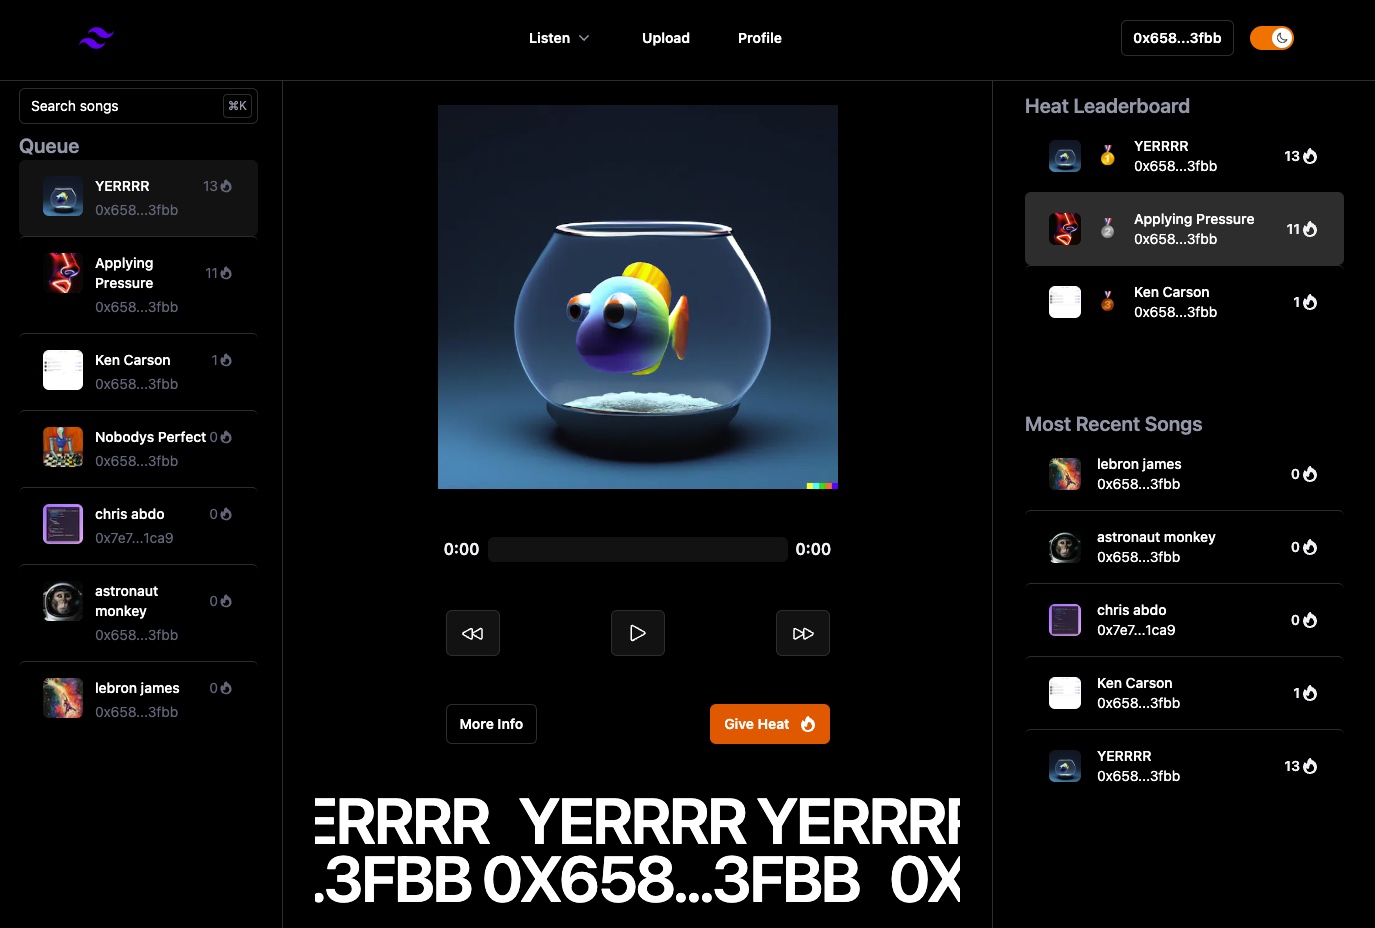 Listen
Upload
Profile
0x658...3fbb
Search songs
⌘K
Queue
YERRRR
13
0x658...3fbb
Applying
Pressure
11
0x658...3fbb
Ken Carson
1
0x658...3fbb
Nobodys Perfect
0
0x658...3fbb
chris abdo
0
0x7e7...1ca9
astronaut
monkey
0
0x658...3fbb
lebron james
0
0x658...3fbb
0:00
0:00
More Info
Give Heat
ERRRR YERRRR YERRRR
.3FBB 0X658...3FBB 0X
Heat Leaderboard
1
YERRRR
0x658...3fbb
13
2
Applying Pressure
0x658...3fbb
11
3
Ken Carson
0x658...3fbb
1
Most Recent Songs
lebron james
0x658...3fbb
0
astronaut monkey
0x658...3fbb
0
chris abdo
0x7e7...1ca9
0
Ken Carson
0x658...3fbb
1
YERRRR
0x658...3fbb
13